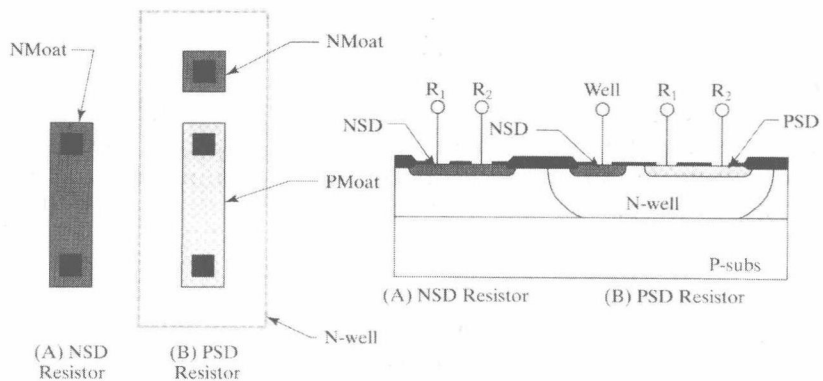 NMoat
NMoat
PMoat
N-well
(A) NSD
Resistor
(B) PSD
Resistor
R1
R2
Well
R1
R2
NSD
NSD
PSD
N-well
P-subs
(A) NSD Resistor
(B) PSD Resistor